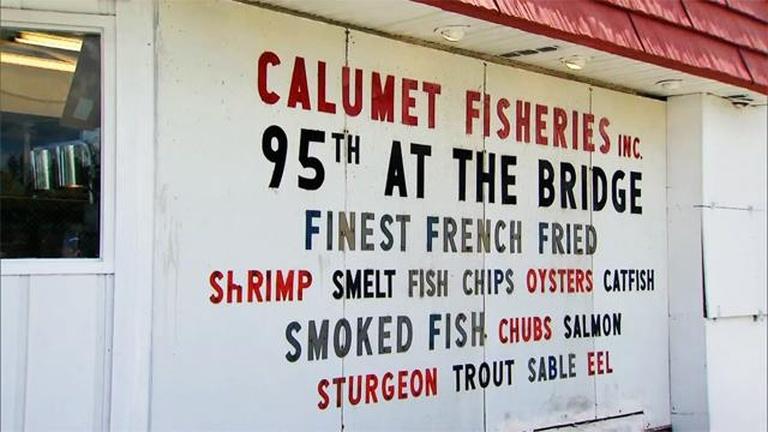 CALUMET FISHERIES INC.
95TH AT THE BRIDGE
FINEST FRENCH FRIED
ShRIMP SMELT FISH CHIPS OYSTERS CATFISH
SMOKED FISH CHUBS SALMON
STURGEON TROUT SABLE EEL